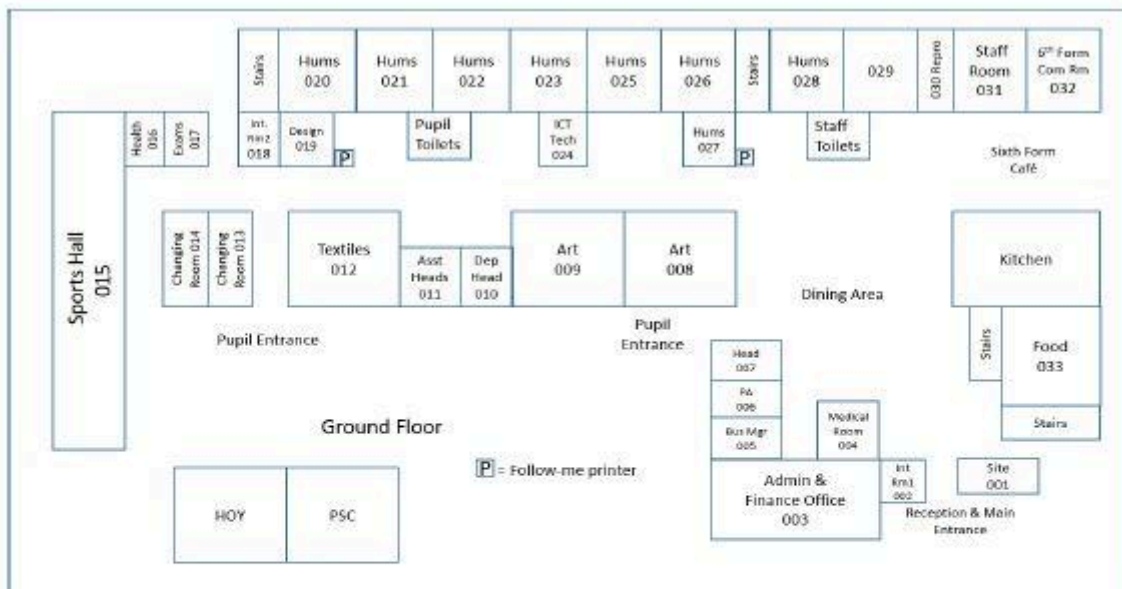 Stairs
Hums
020
Hums
021
Hums
022
Hums
023
Hums
025
Hums
026
Stairs
Hums
028
029
030 Repro
Staff
Room
031
6th Form
Com Rm
032
Health
016
Exams
017
Int.
Rm2
018
Design
019
P
Pupil
Toilets
ICT
Tech
024
Hums
027
P
Staff
Toilets
Sixth Form
Café
Sports Hall
015
Changing
Room 014
Changing
Room 013
Textiles
012
Asst
Heads
011
Dep
Head
010
Art
009
Art
008
Dining Area
Kitchen
Pupil Entrance
Pupil
Entrance
Stairs
Food
033
Stairs
Head
007
PA
006
Bus Mgr
005
Medical
Room
004
Ground Floor
P = Follow-me printer
HOY
PSC
Admin &
Finance Office
003
Int
Rm1
002
Site
001
Reception & Main
Entrance